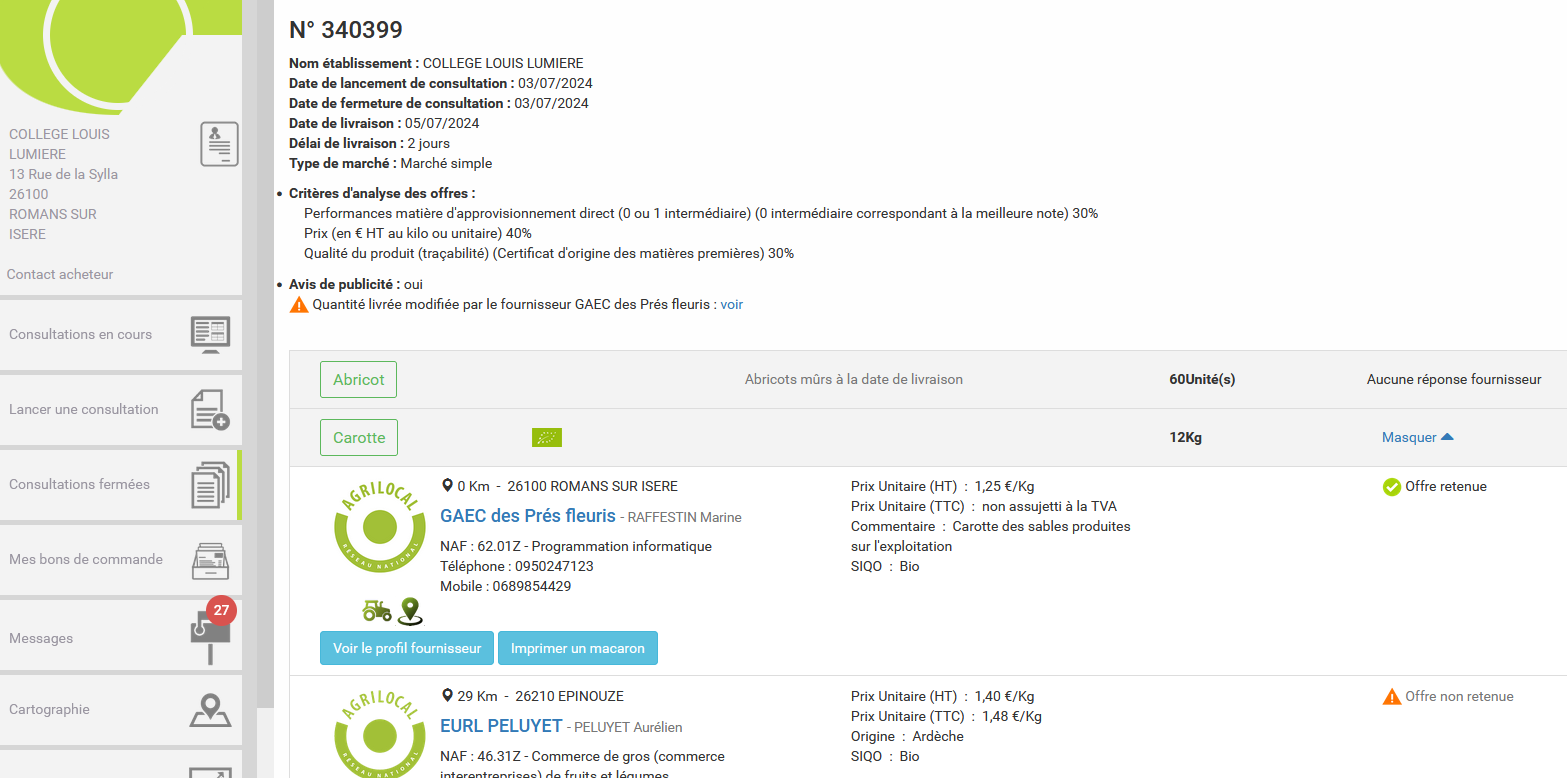 COLLEGE LOUIS
LUMIERE
13 Rue de la Sylla
26100
ROMANS SUR
ISERE
Contact acheteur
Consultations en cours
Lancer une consultation
Consultations fermées
Mes bons de commande
27
Messages
Cartographie
N° 340399
Nom établissement : COLLEGE LOUIS LUMIERE
Date de lancement de consultation : 03/07/2024
Date de fermeture de consultation : 03/07/2024
Date de livraison : 05/07/2024
Délai de livraison : 2 jours
Type de marché : Marché simple
• Critères d'analyse des offres :
Performances matière d'approvisionnement direct (0 ou 1 intermédiaire) (0 intermédiaire correspondant à la meilleure note) 30%
Prix (en € HT au kilo ou unitaire) 40%
Qualité du produit (traçabilité) (Certificat d'origine des matières premières) 30%
• Avis de publicité : oui
Quantité livrée modifiée par le fournisseur GAEC des Prés fleuris : voir
Abricot Abricots mûrs à la date de livraison 60Unité(s) Aucune réponse fournisseur
Carotte 12Kg Masquer
AGRILOCAL
RÉSEAU NATIONAL
0 Km - 26100 ROMANS SUR ISERE
GAEC des Prés fleuris - RAFFESTIN Marine
NAF : 62.01Z - Programmation informatique
Téléphone : 0950247123
Mobile : 0689854429
Prix Unitaire (HT) : 1,25 €/Kg
Prix Unitaire (TTC) : non assujetti à la TVA
Commentaire : Carotte des sables produites
sur l'exploitation
SIQO : Bio
Offre retenue
Voir le profil fournisseur Imprimer un macaron
AGRILOCAL
RÉSEAU NATIONAL
29 Km - 26210 EPINOUZE
EURL PELUYET - PELUYET Aurélien
NAF : 46.31Z - Commerce de gros (commerce
interentreprises) de fruits et légumes
Prix Unitaire (HT) : 1,40 €/Kg
Prix Unitaire (TTC) : 1,48 €/Kg
Origine : Ardèche
SIQO : Bio
Offre non retenue